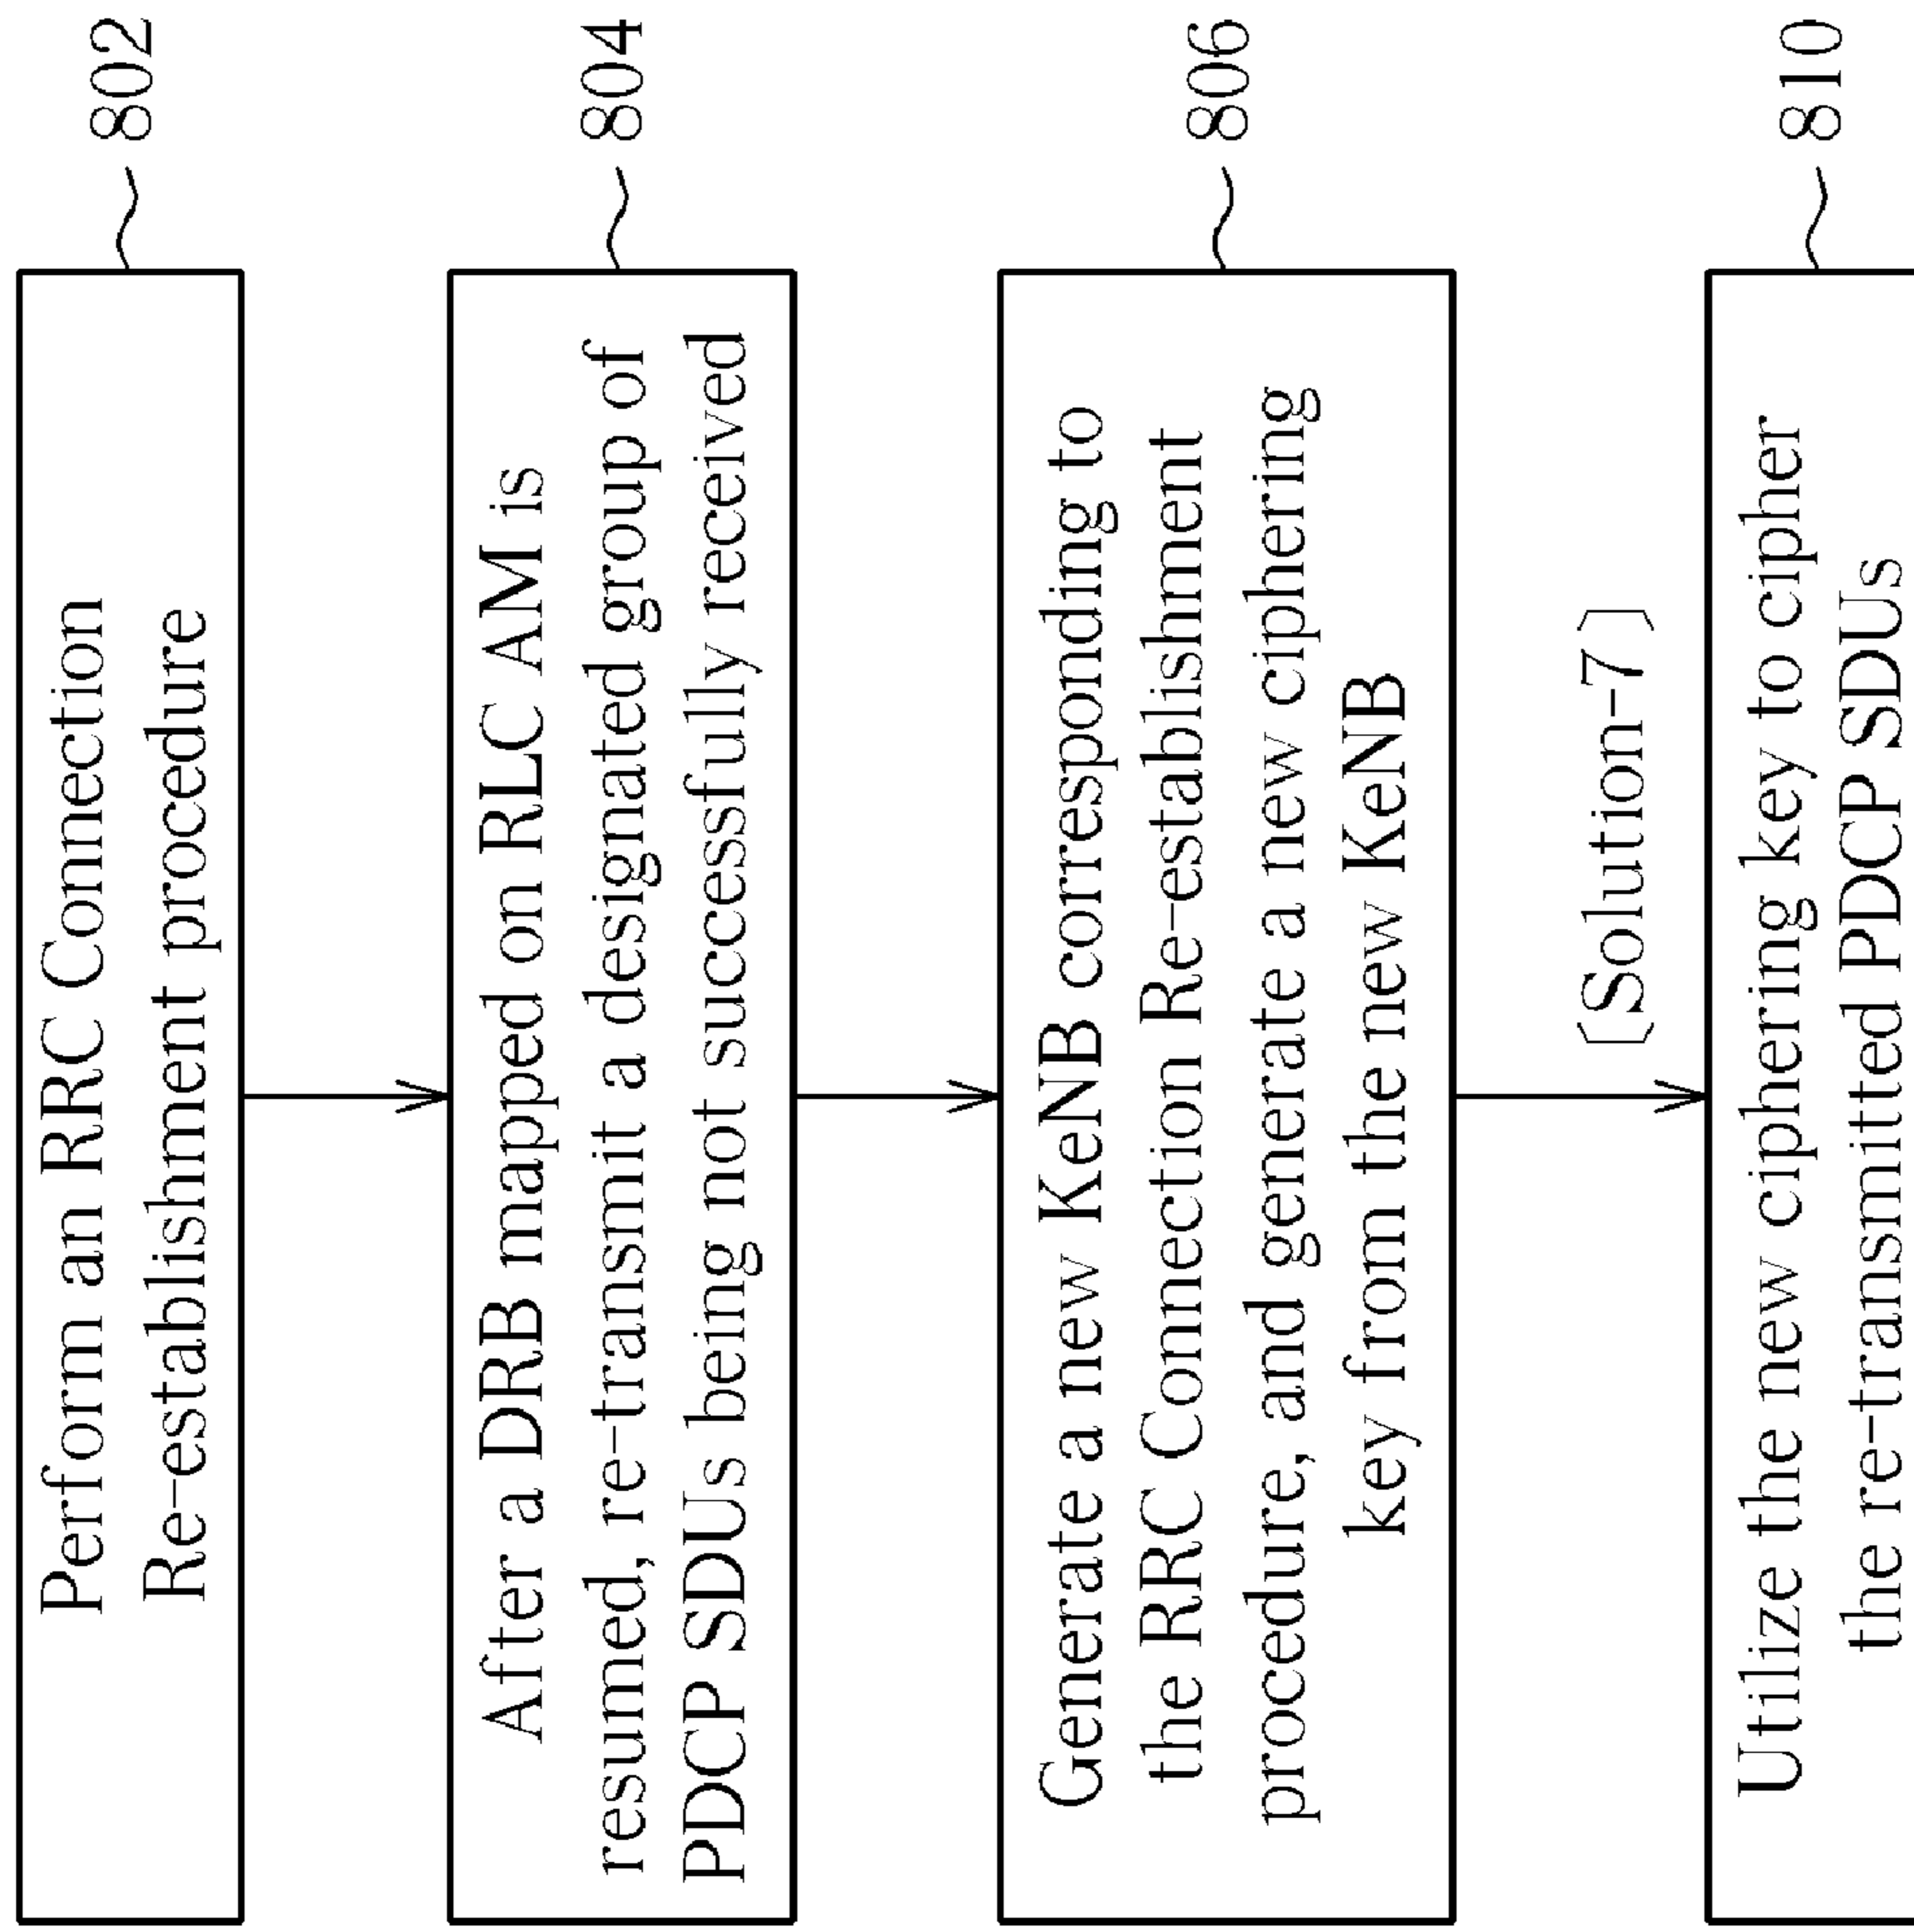 Perform an RRC Connection
Re-establishment procedure
802
After a DRB mapped on RLC AM is
resumed, re-transmit a designated group of
PDCP SDUs being not successfully received
804
Generate a new KeNB corresponding to
the RRC Connection Re-establishment
procedure, and generate a new ciphering
key from the new KeNB
806
(Solution-7)
Utilize the new ciphering key to cipher
the re-transmitted PDCP SDUs
810